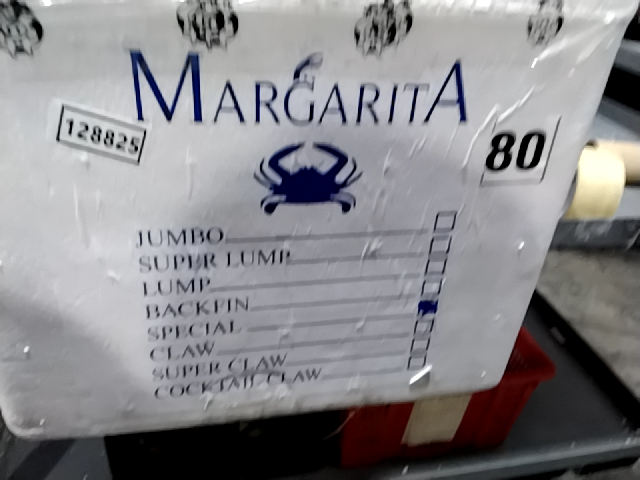 MARGARITA
128825
80
JUMBO
SUPER LUMP
LUMP
BACKFIN
SPECIAL
CLAW
SUPER CLAW
COCKTAIL CLAW